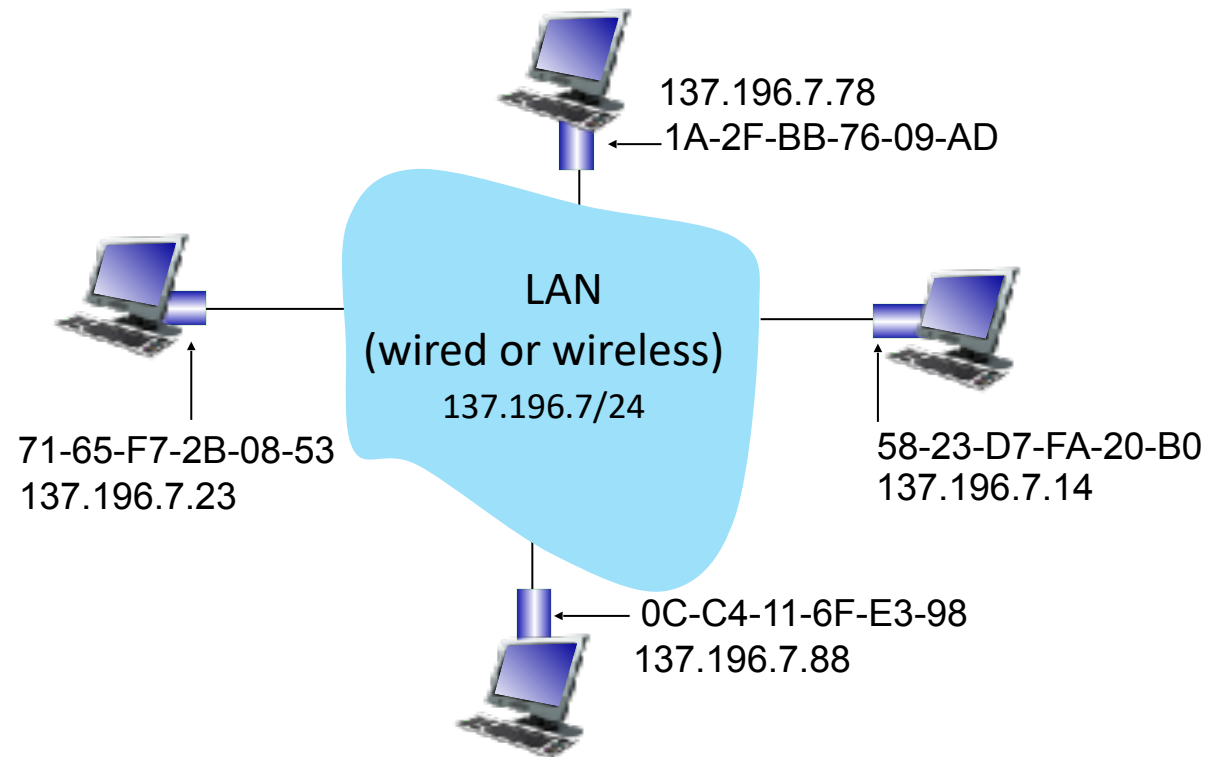 137.196.7.78
1A-2F-BB-76-09-AD
LAN
(wired or wireless)
137.196.7/24
71-65-F7-2B-08-53
137.196.7.23
58-23-D7-FA-20-B0
137.196.7.14
0C-C4-11-6F-E3-98
137.196.7.88